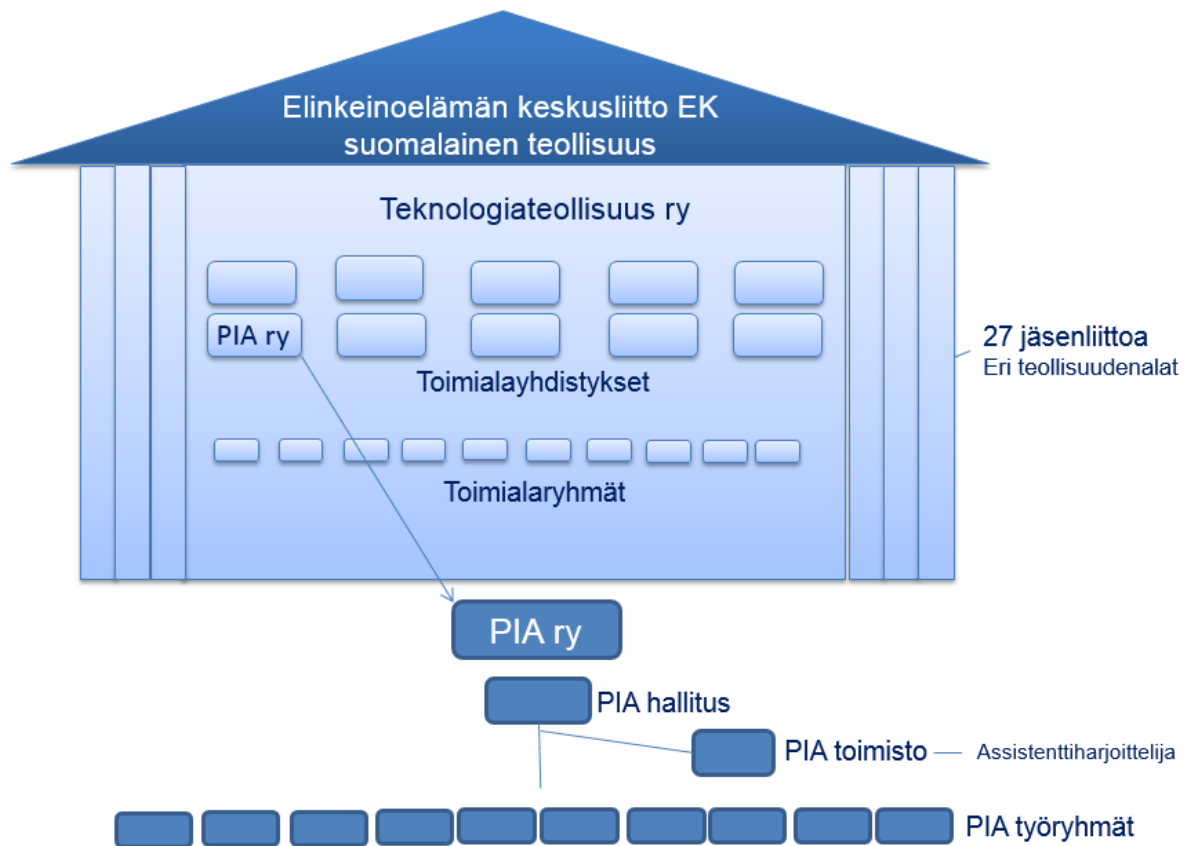 Elinkeinoelämän keskusliitto EK
suomalainen teollisuus
Teknologiateollisuus ry
PIA ry
27 jäsenliittoa
Eri teollisuudenalat
Toimialayhdistykset
Toimialaryhmät
PIA ry
PIA hallitus
PIA toimisto
Assistenttiharjoittelija
PIA työryhmät